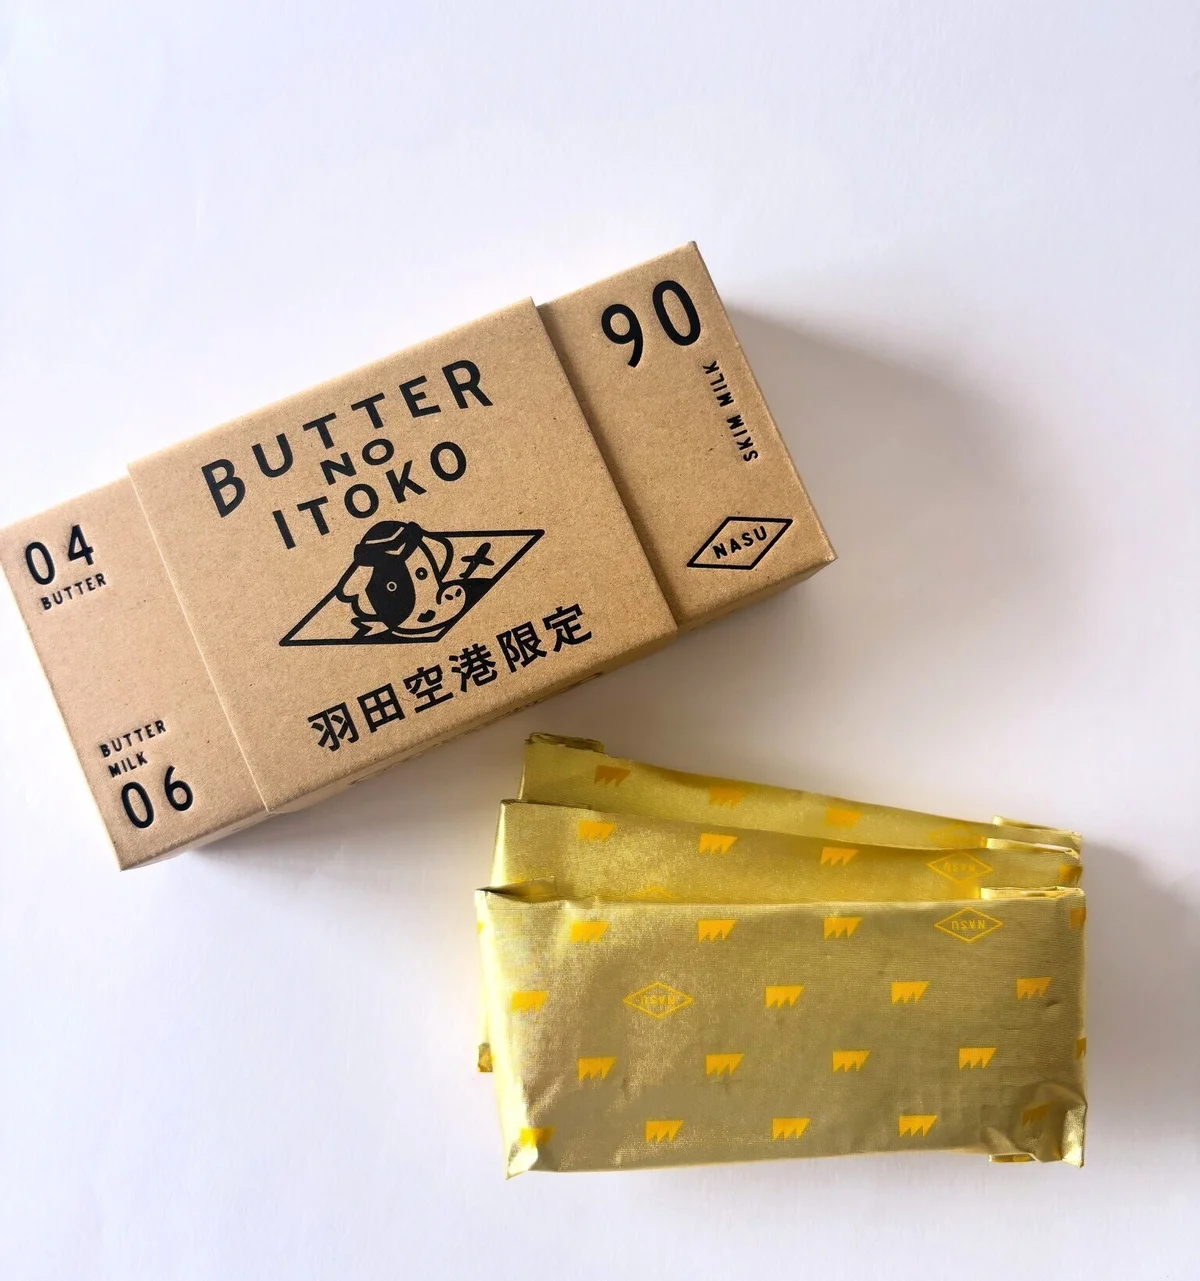 BUTTER
NO
ITOKO
羽田空港限定
04
BUTTER
BUTTER
MILK
06
90
SKIM MILK
NASU
NASU
NASU
NASU